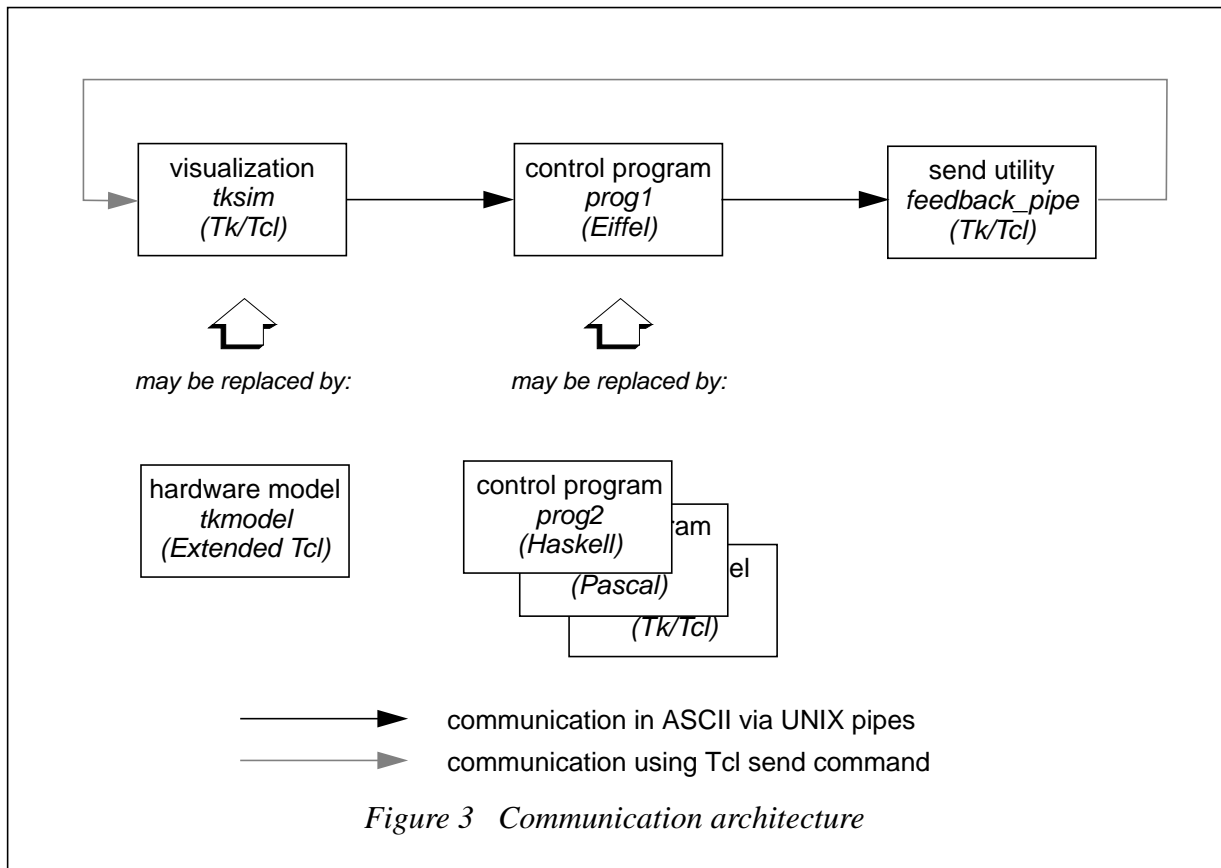 visualization
tksim
(Tk/Tcl)
control program
prog1
(Eiffel)
send utility
feedback_pipe
(Tk/Tcl)
may be replaced by:
may be replaced by:
hardware model
tkmodel
(Extended Tcl)
control program
prog2
(Haskell)
(Pascal)
(Tk/Tcl)
communication in ASCII via UNIX pipes
communication using Tcl send command
Figure 3 Communication architecture